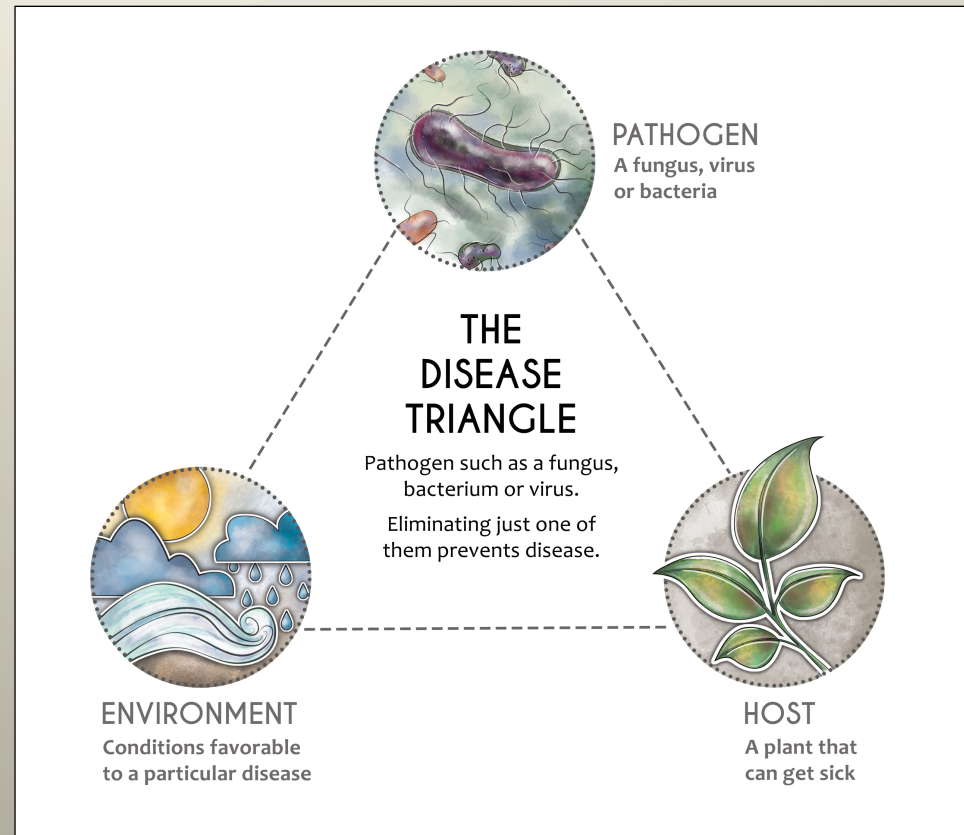 PATHOGEN
A fungus, virus
or bacteria
THE
DISEASE
TRIANGLE
Pathogen such as a fungus,
bacterium or virus.
Eliminating just one of
them prevents disease.
ENVIRONMENT
Conditions favorable
to a particular disease
HOST
A plant that
can get sick